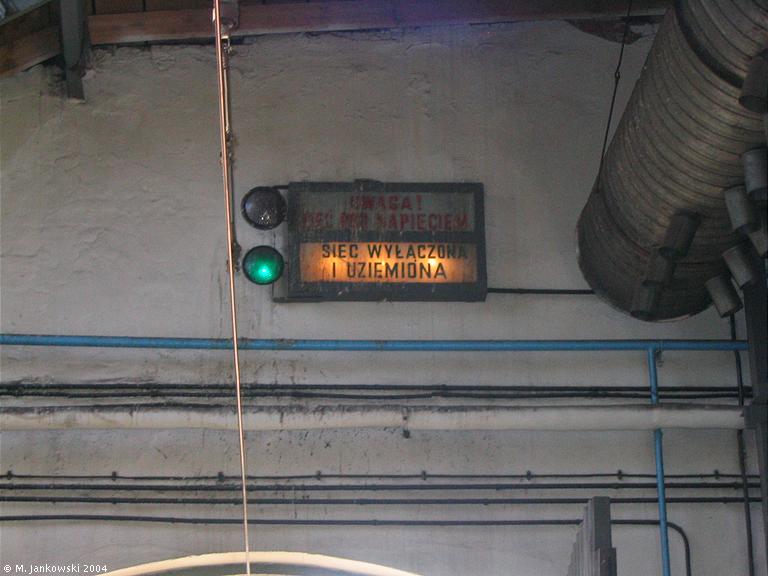 UWAGA!
SIEĆ POD NAPIĘCIEM
SIEĆ WYŁĄCZONA
I UZIEMIONA
© M. Jankowski 2004